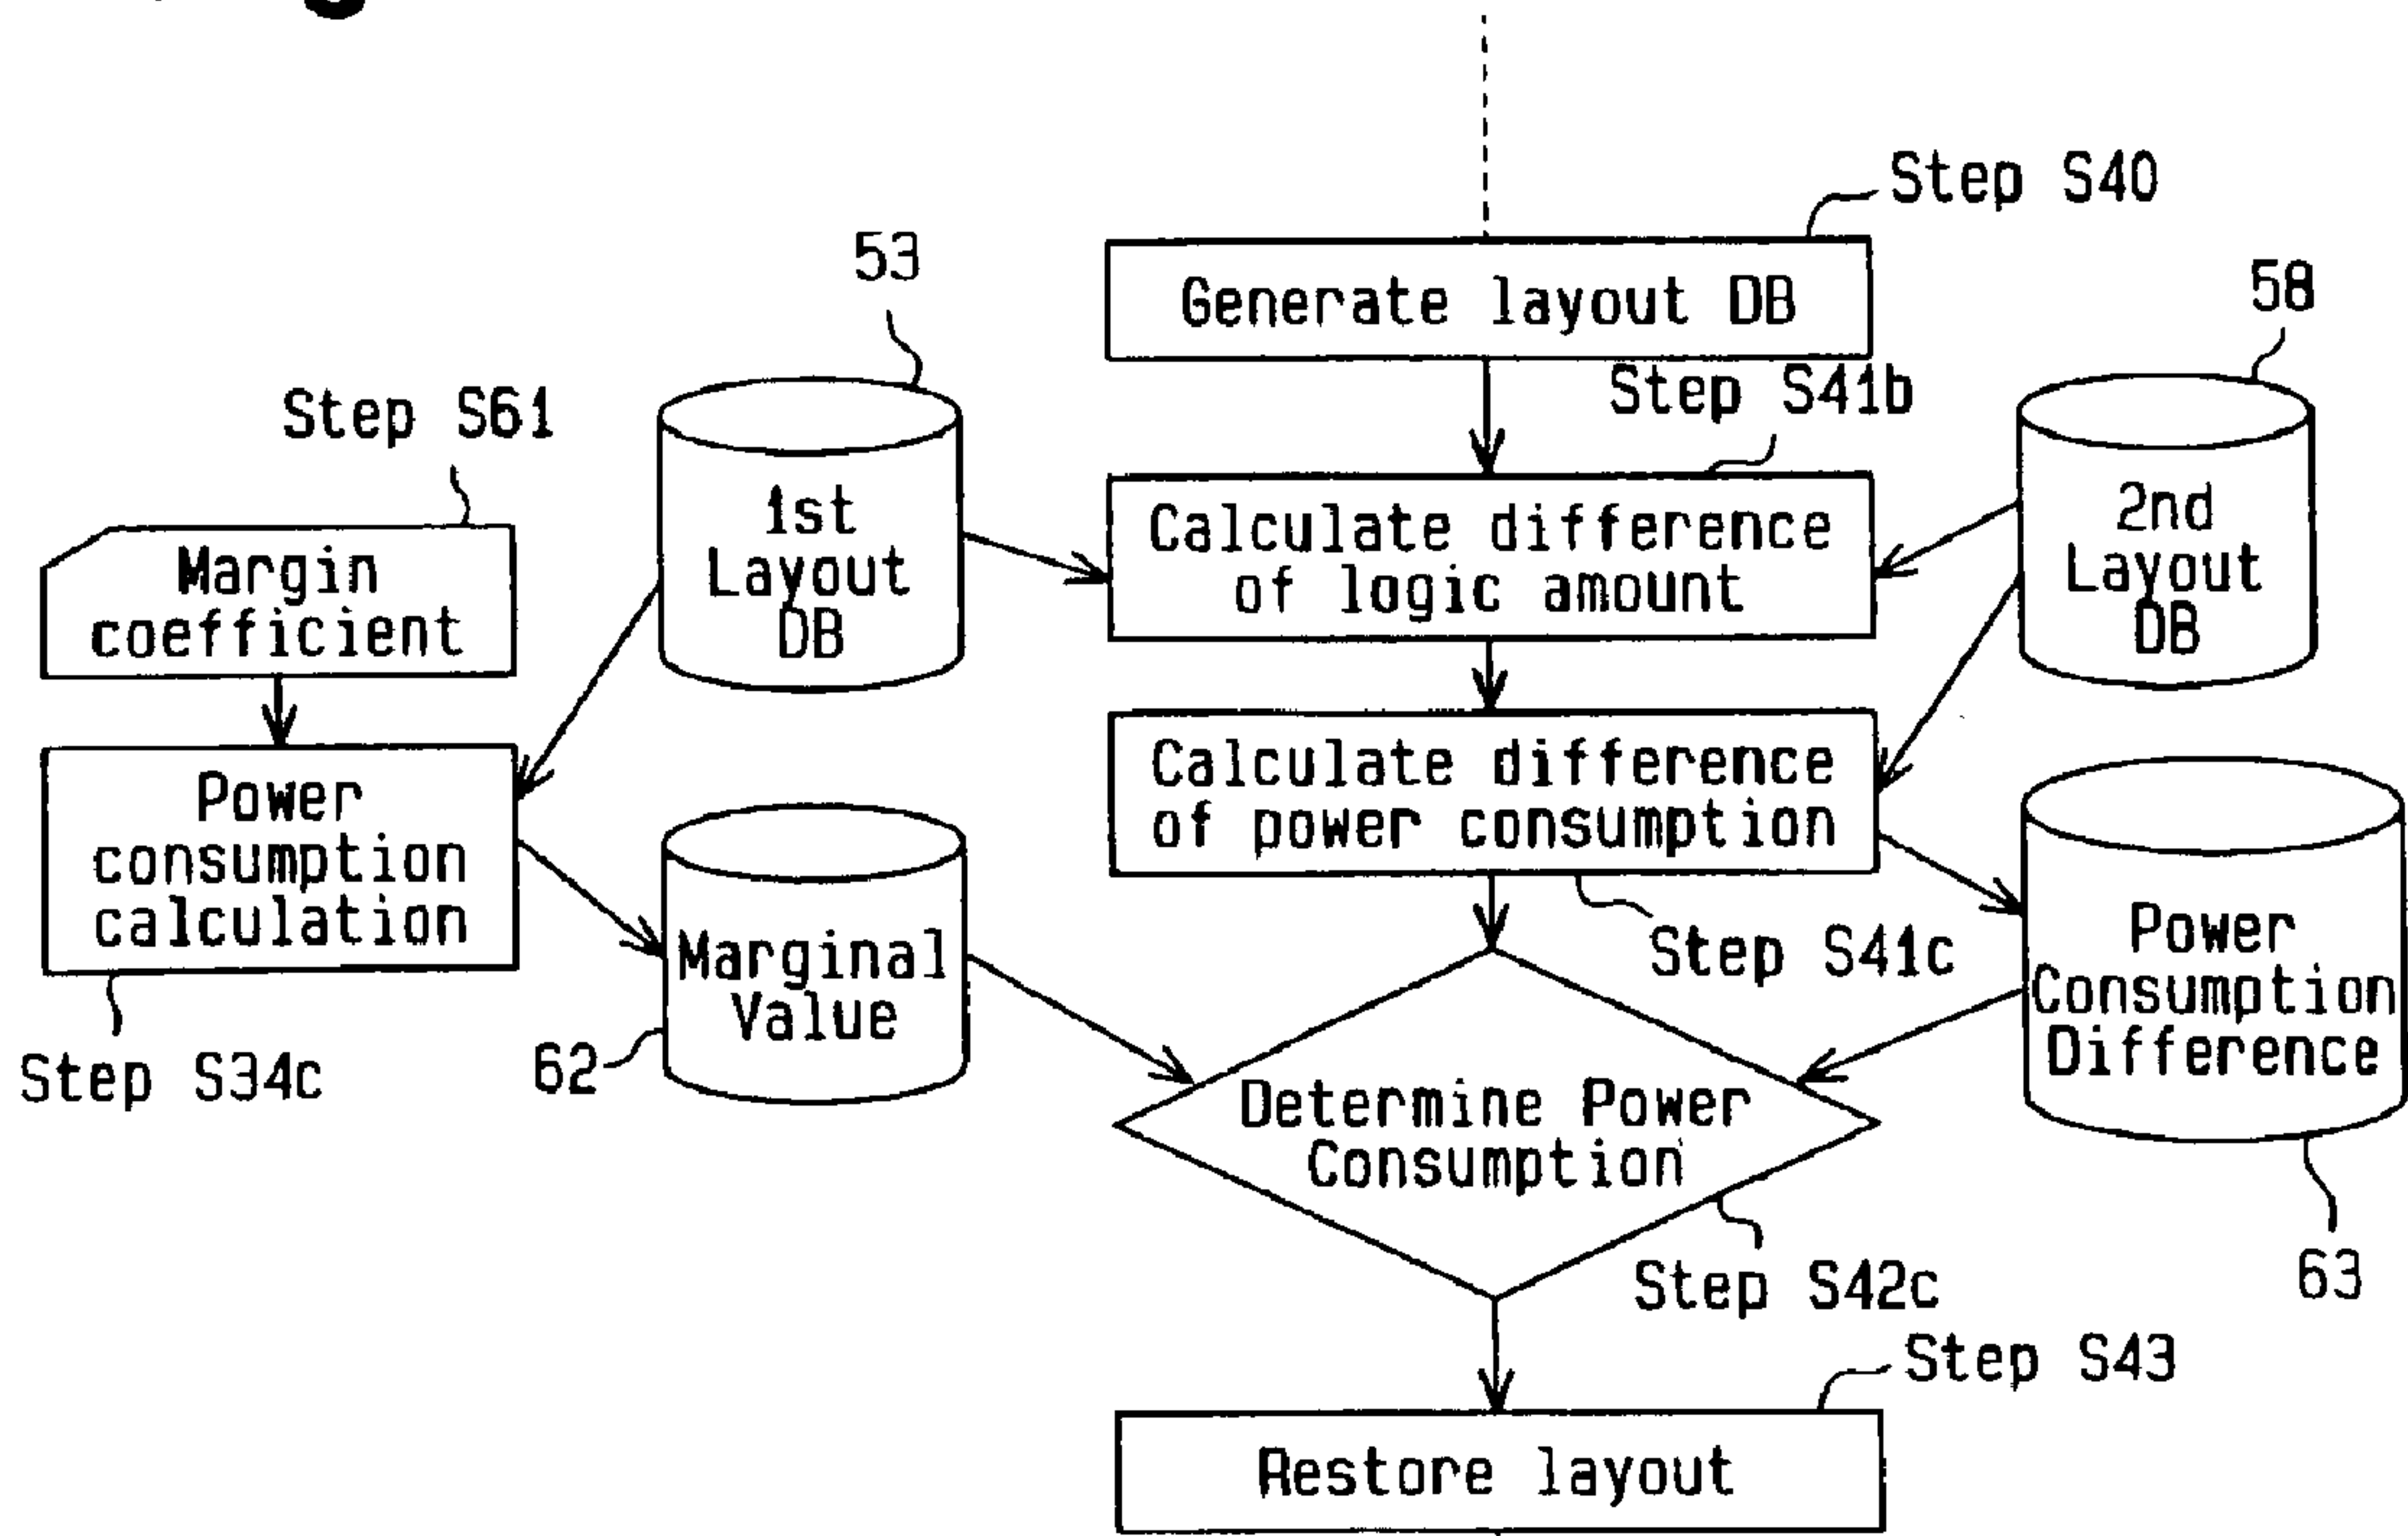 Step S40
Generate layout DB
53
58
Step S61
Step S41b
Margin
coefficient
1st
Layout
DB
Calculate difference
of logic amount
2nd
Layout
DB
Power
consumption
calculation
Calculate difference
of power consumption
Step S34c
62
Marginal
Value
Step S41c
Power
Consumption
Difference
Determine Power
Consumption
63
Step S42c
Step S43
Restore layout